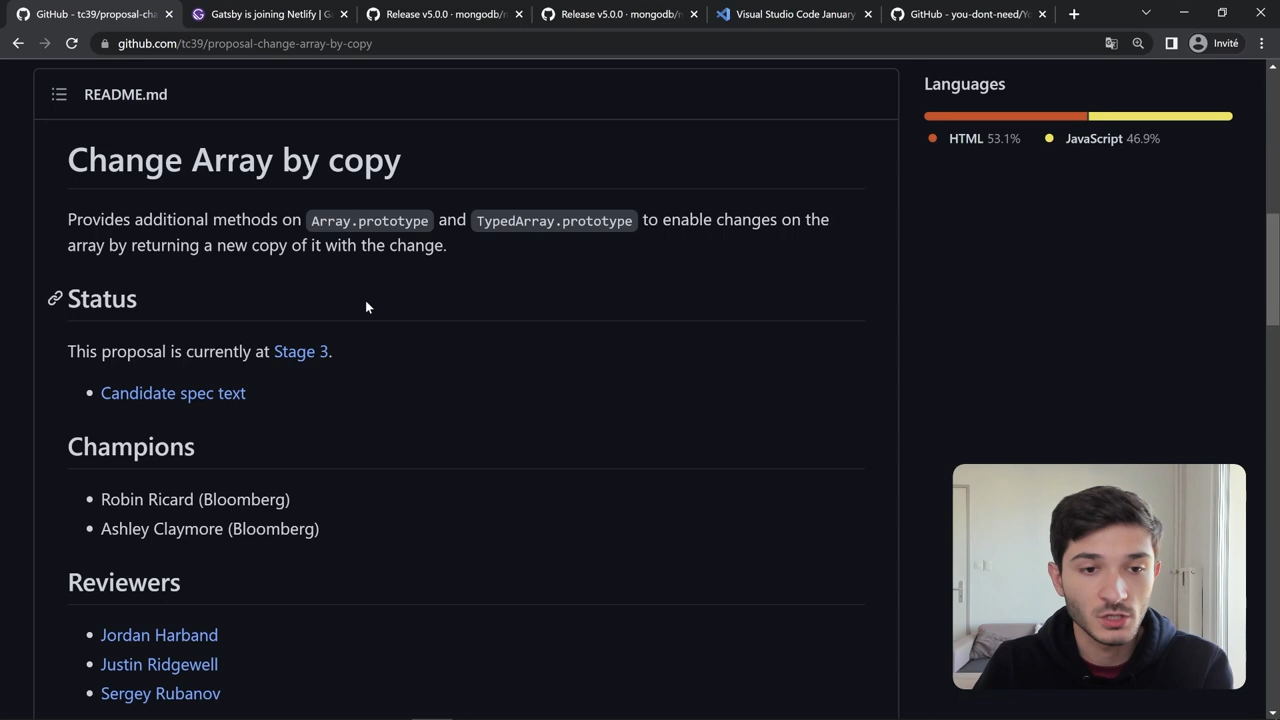 GitHub - tc39/proposal-cha
Gatsby is joining Netlify | G
Release v5.0.0 · mongodb/
Release v5.0.0 · mongodb/
Visual Studio Code January
GitHub - you-dont-need/Yo
github.com/tc39/proposal-change-array-by-copy
Invité
README.md
Change Array by copy
Provides additional methods on Array.prototype and TypedArray.prototype to enable changes on the
array by returning a new copy of it with the change.
Status
This proposal is currently at Stage 3.
• Candidate spec text
Champions
• Robin Ricard (Bloomberg)
• Ashley Claymore (Bloomberg)
Reviewers
• Jordan Harband
• Justin Ridgewell
• Sergey Rubanov
Languages
HTML 53.1%
JavaScript 46.9%